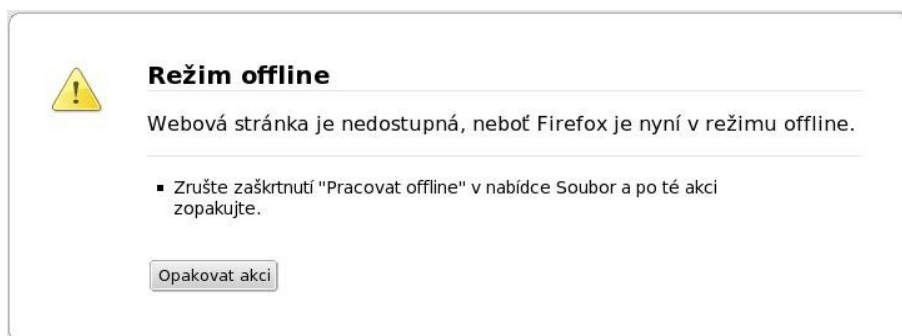 Režim offline
Webová stránka je nedostupná, neboť Firefox je nyní v režimu offline.
▪ Zrušte zaškrtnutí "Pracovat offline" v nabídce Soubor a po té akci
zopakujte.
Opakovat akci